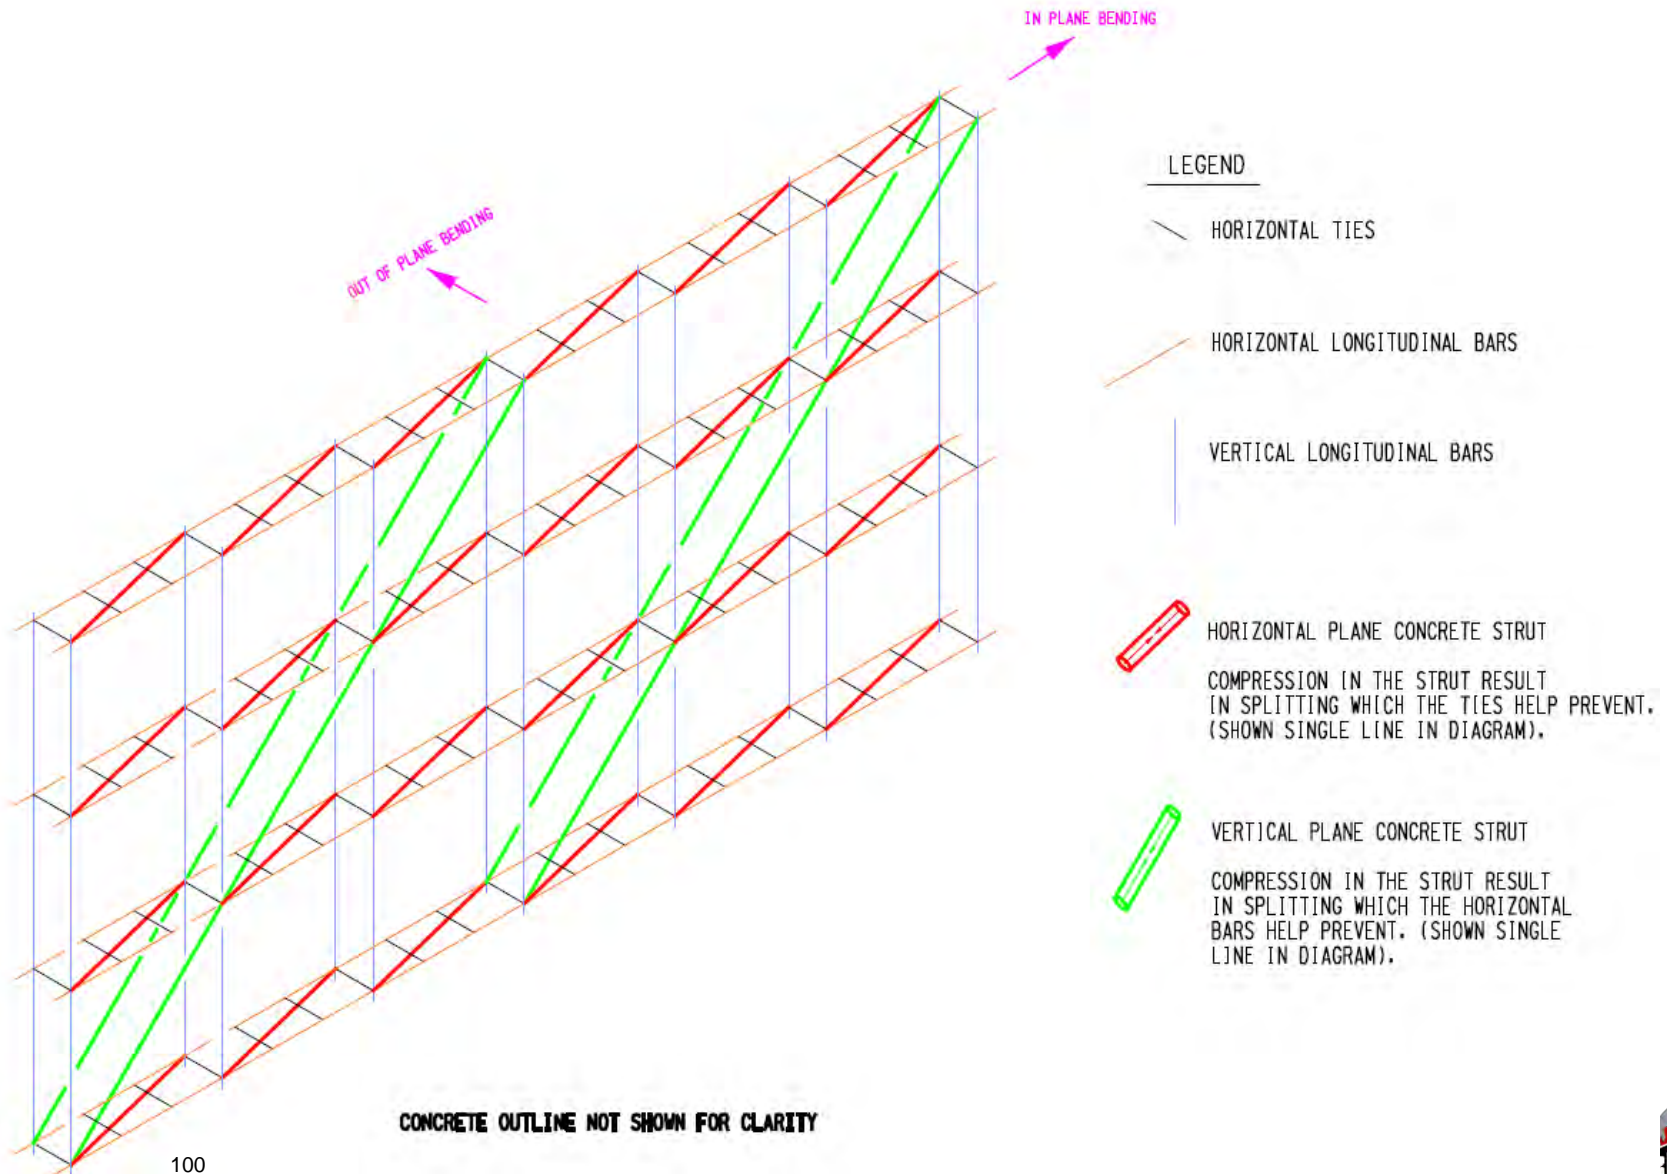 IN PLANE BENDING
OUT OF PLANE BENDING
LEGEND
HORIZONTAL TIES
HORIZONTAL LONGITUDINAL BARS
VERTICAL LONGITUDINAL BARS
HORIZONTAL PLANE CONCRETE STRUT
COMPRESSION IN THE STRUT RESULT
IN SPLITTING WHICH THE TIES HELP PREVENT.
(SHOWN SINGLE LINE IN DIAGRAM).
VERTICAL PLANE CONCRETE STRUT
COMPRESSION IN THE STRUT RESULT
IN SPLITTING WHICH THE HORIZONTAL
BARS HELP PREVENT. (SHOWN SINGLE
LINE IN DIAGRAM).
CONCRETE OUTLINE NOT SHOWN FOR CLARITY
100